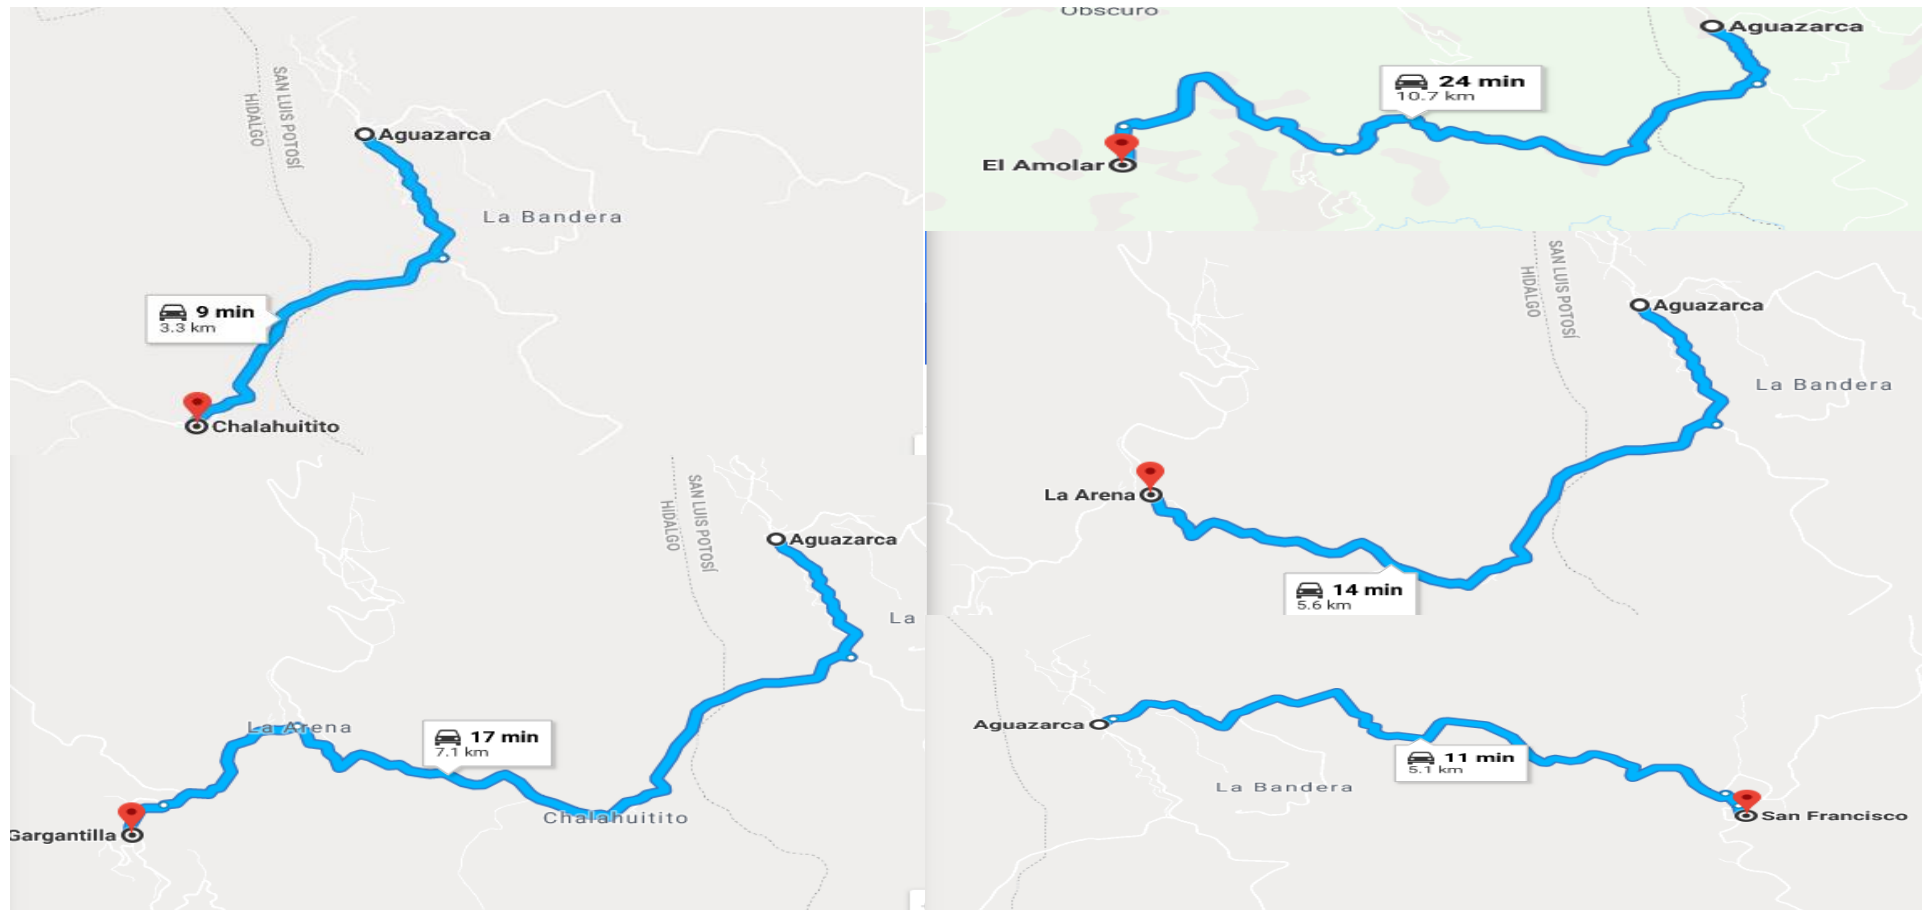 SAN LUIS POTOSÍ
HIDALGO
Aguazarca
La Bandera
9 min
3.3 km
Chalahuitito
Obscuro
Aguazarca
24 min
10.7 km
El Amolar
SAN LUIS POTOSÍ
HIDALGO
Aguazarca
La Bandera
La Arena
14 min
5.6 km
SAN LUIS POTOSÍ
HIDALGO
Aguazarca
La
La Arena
17 min
7.1 km
Chalahuitito
Gargantilla
Aguazarca
11 min
5.1 km
La Bandera
San Francisco